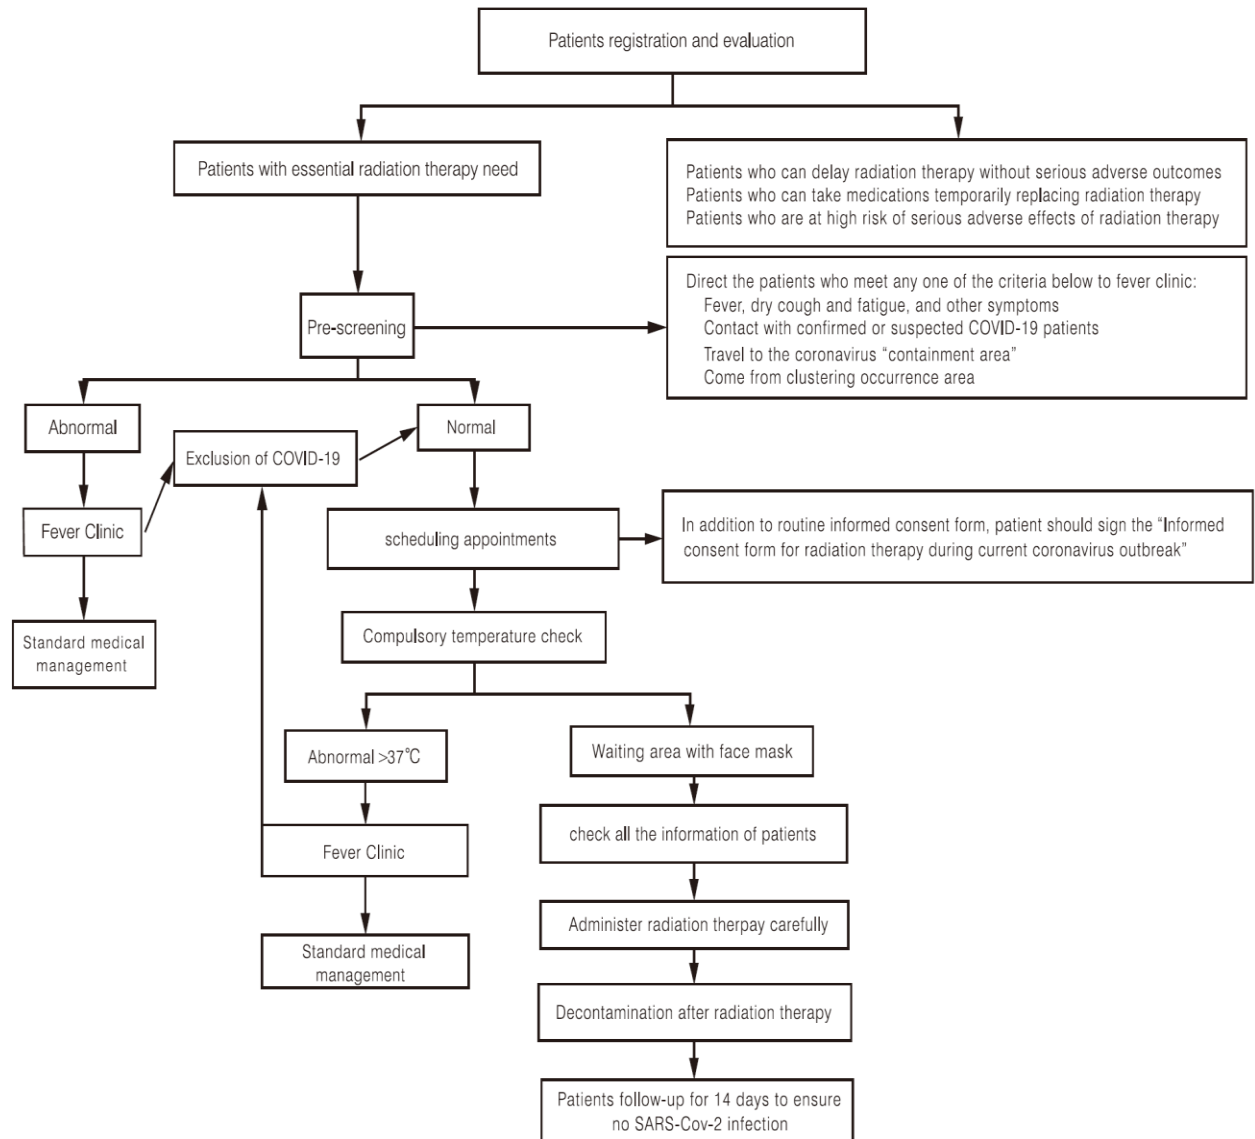 Patients registration and evaluation
Patients with essential radiation therapy need
Patients who can delay radiation therapy without serious adverse outcomes
Patients who can take medications temporarily replacing radiation therapy
Patients who are at high risk of serious adverse effects of radiation therapy
Pre-screening
Direct the patients who meet any one of the criteria below to fever clinic:
Fever, dry cough and fatigue, and other symptoms
Contact with confirmed or suspected COVID-19 patients
Travel to the coronavirus “containment area”
Come from clustering occurrence area
Abnormal
Exclusion of COVID-19
Normal
Fever Clinic
scheduling appointments
In addition to routine informed consent form, patient should sign the “Informed
consent form for radiation therapy during current coronavirus outbreak”
Standard medical
management
Compulsory temperature check
Abnormal >37℃
Waiting area with face mask
Fever Clinic
check all the information of patients
Standard medical
management
Administer radiation therpay carefully
Decontamination after radiation therapy
Patients follow-up for 14 days to ensure
no SARS-Cov-2 infection